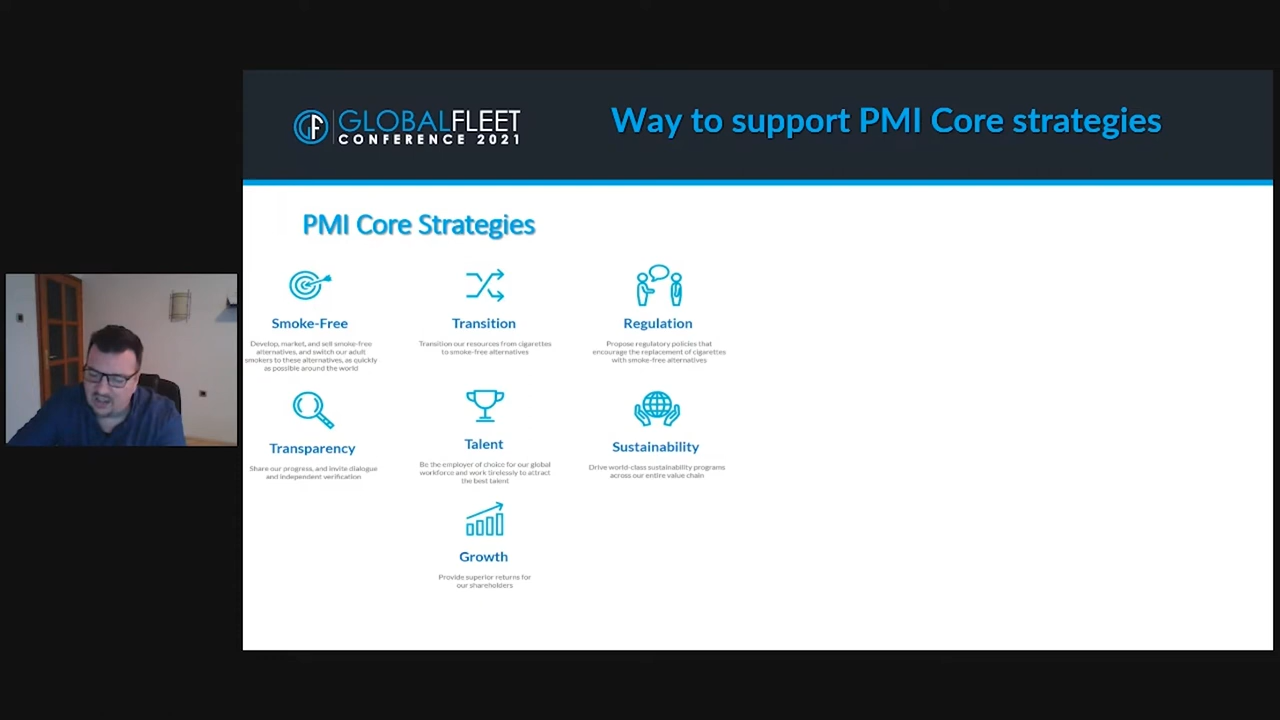 GLOBALFLEET
CONFERENCE 2021
Way to support PMI Core strategies
PMI Core Strategies
Smoke-Free
Develop, market, and sell smoke-free
alternatives, and switch our adult
smokers to these alternatives, as quickly
as possible around the world
Transition
Transition our resources from cigarettes
to smoke-free alternatives
Regulation
Propose regulatory policies that
encourage the replacement of cigarettes
with smoke-free alternatives
Transparency
Share our progress, and invite dialogue
and independent verification
Talent
Be the employer of choice for our global
workforce and work tirelessly to attract
the best talent
Sustainability
Drive world-class sustainability programs
across our entire value chain
Growth
Provide superior returns for
our shareholders